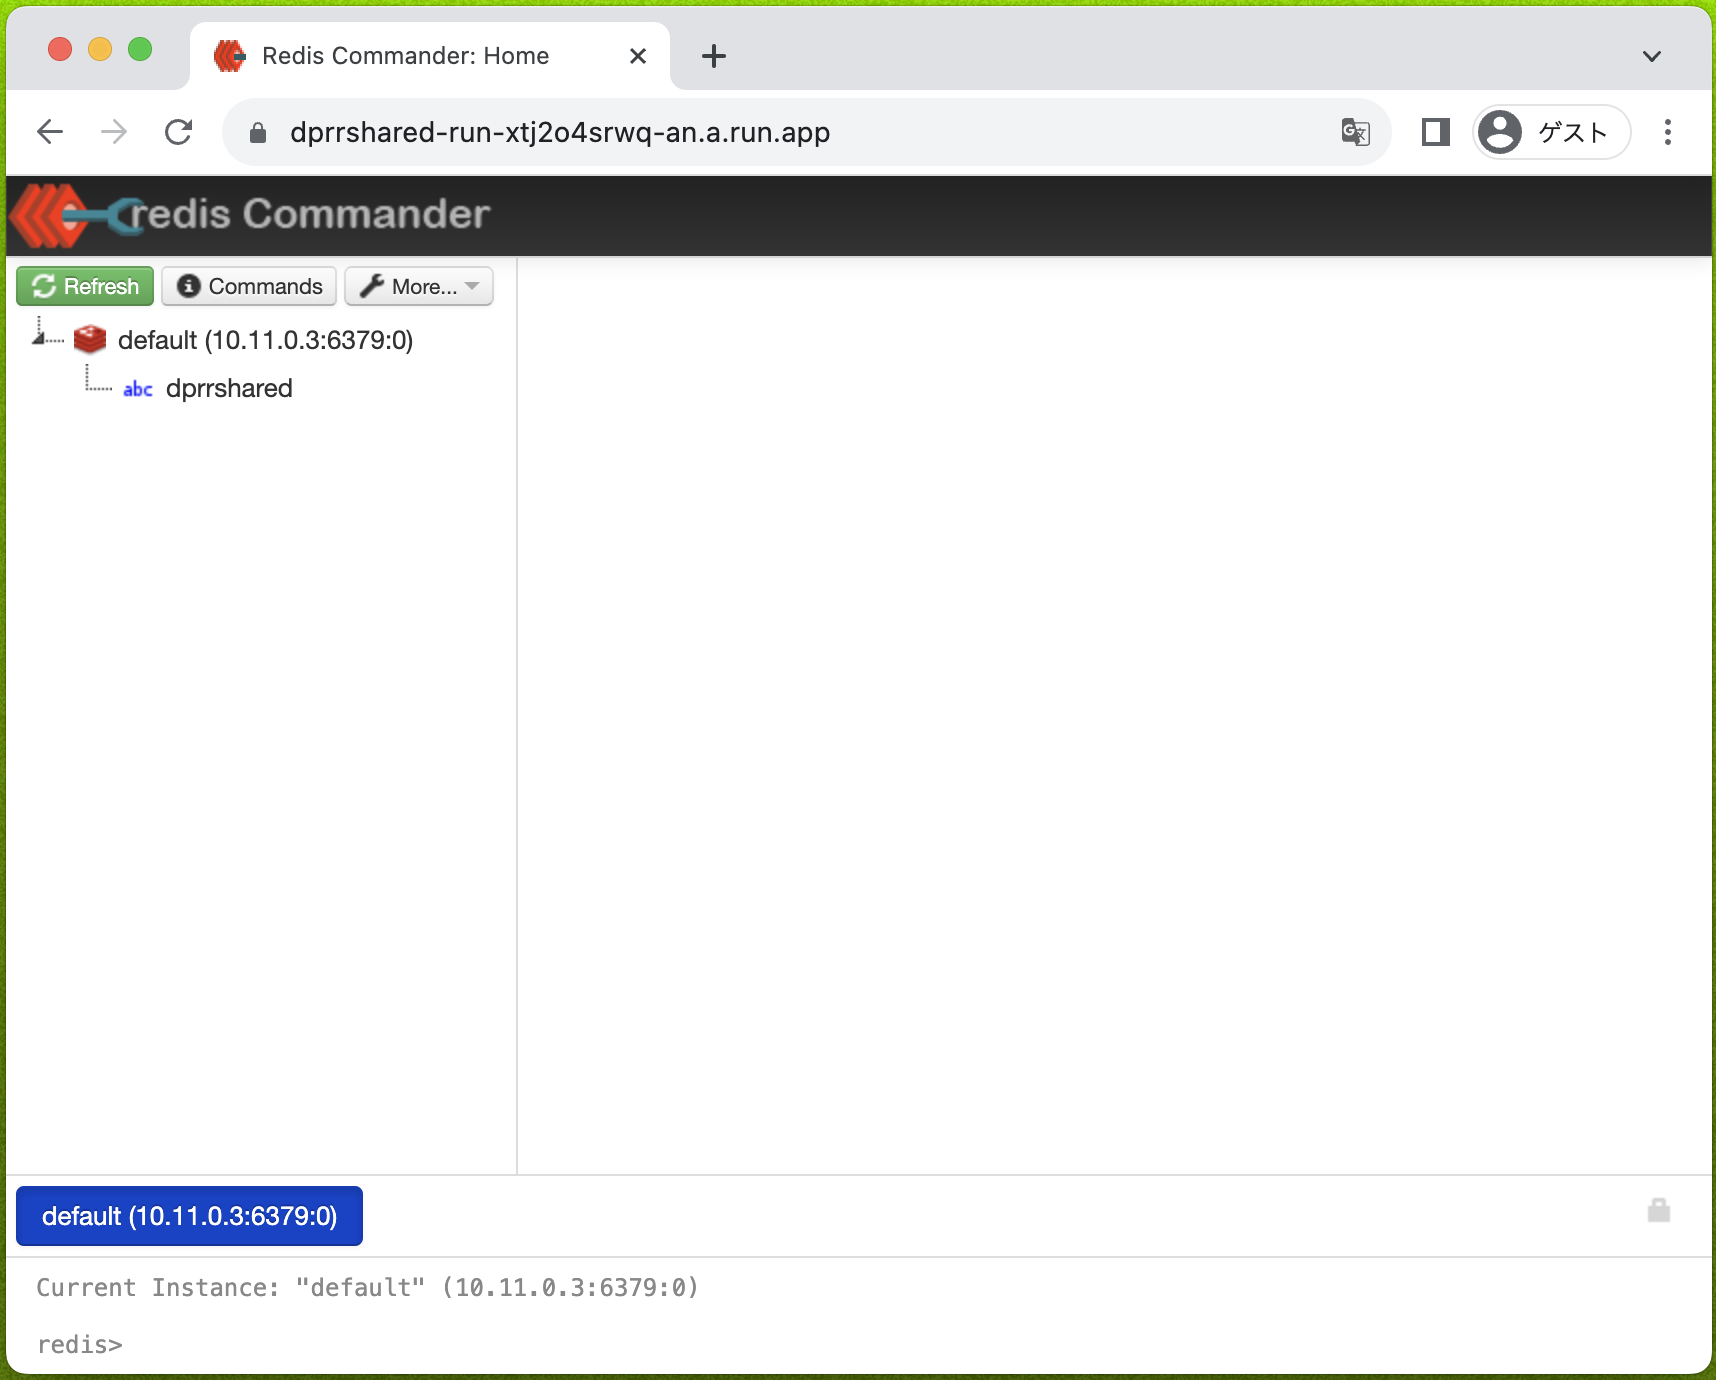 Redis Commander: Home
dprrshared-run-xtj2o4srwq-an.a.run.app
ゲスト
redis Commander
Refresh Commands More...
default (10.11.0.3:6379:0)
abc dprrshared
default (10.11.0.3:6379:0)
Current Instance: "default" (10.11.0.3:6379:0)
redis>